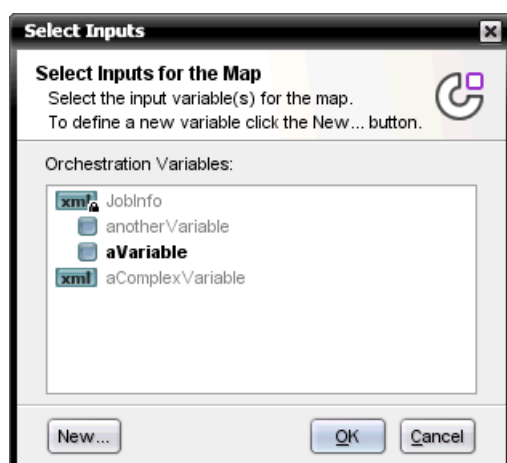 Select Inputs
Select Inputs for the Map
Select the input variable(s) for the map.
To define a new variable click the New... button.
Orchestration Variables:
xml JobInfo
anotherVariable
aVariable
xml aComplexVariable
New... OK Cancel